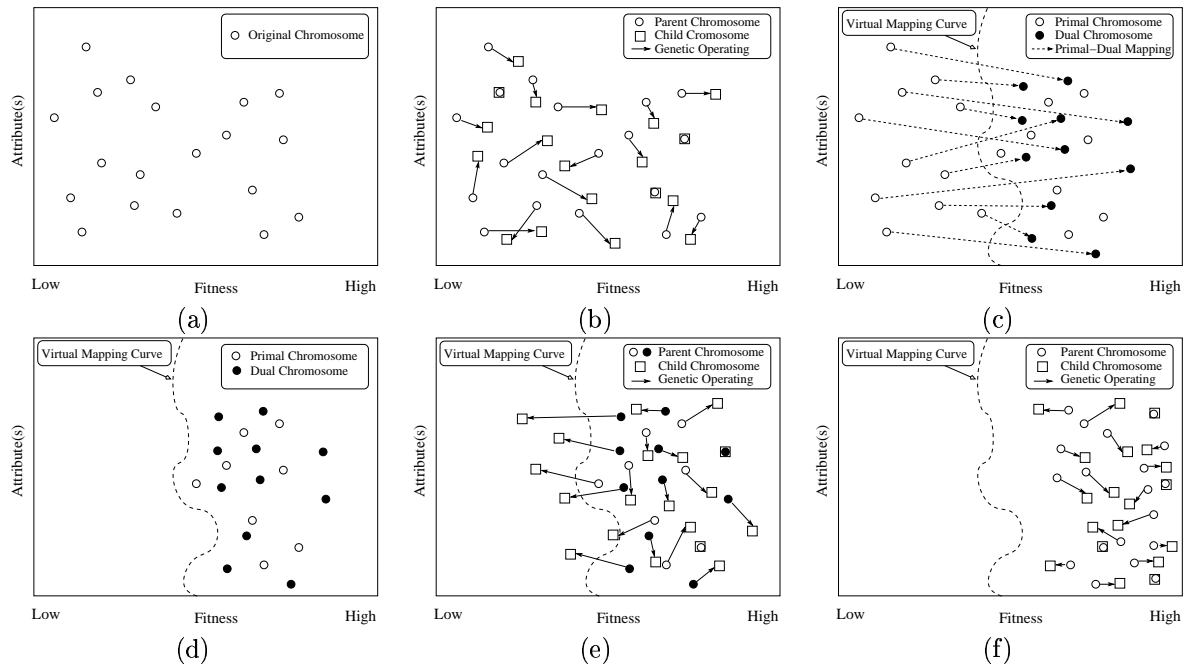 Original Chromosome
Attribute(s)
Low Fitness High
(a)
Parent Chromosome
Child Cromosome
Genetic Operating
Attribute(s)
Low Fitness High
(b)
Virtual Mapping Curve
Primal Chromosome
Dual Chromosome
Primal-Dual Mapping
Attribute(s)
Low Fitness High
(c)
Virtual Mapping Curve
Primal Chromosome
Dual Chromosome
Attribute(s)
Low Fitness High
(d)
Virtual Mapping Curve
Parent Chromosome
Child Chromosome
Genetic Operating
Attribute(s)
Low Fitness High
(e)
Virtual Mapping Curve
Parent Chromosome
Child Chromosome
Genetic Operating
Attribute(s)
Low Fitness High
(f)